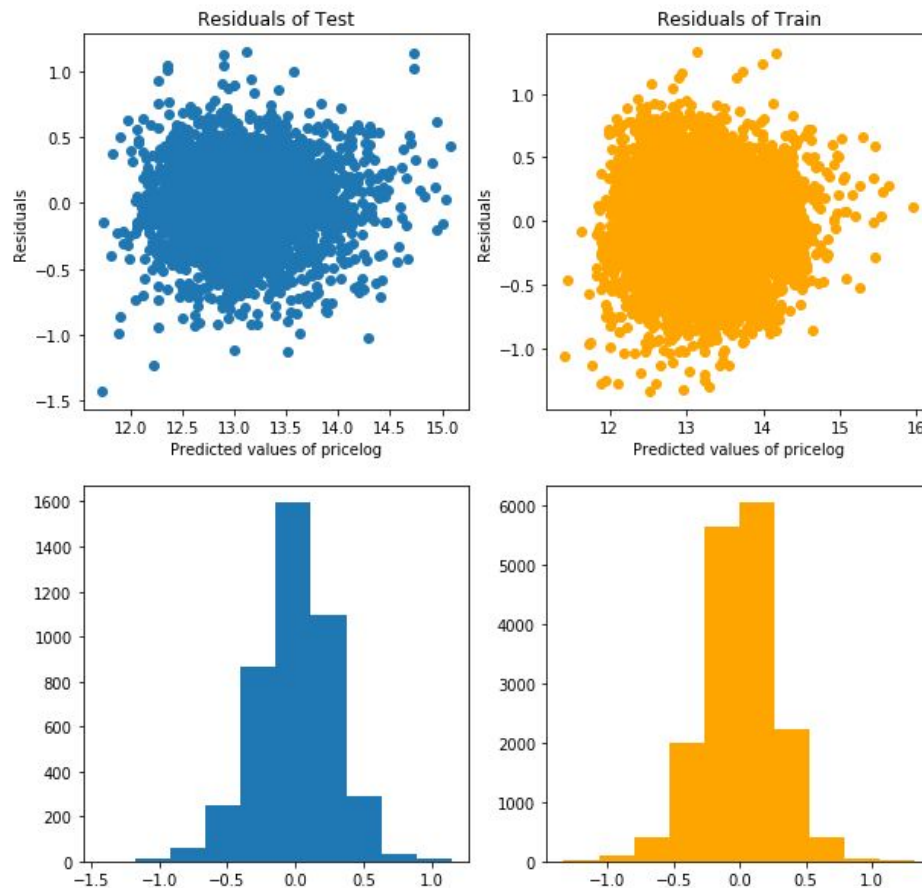 Residuals of Test
Residuals of Train
1.0
0.5
0.0
−0.5
−1.0
−1.5
Residuals
12.0 12.5 13.0 13.5 14.0 14.5 15.0
Predicted values of pricelog
1.0
0.5
0.0
−0.5
−1.0
Residuals
12 13 14 15 16
Predicted values of pricelog
1600
1400
1200
1000
800
600
400
200
0
−1.5 −1.0 −0.5 0.0 0.5 1.0
6000
5000
4000
3000
2000
1000
0
−1.0 −0.5 0.0 0.5 1.0